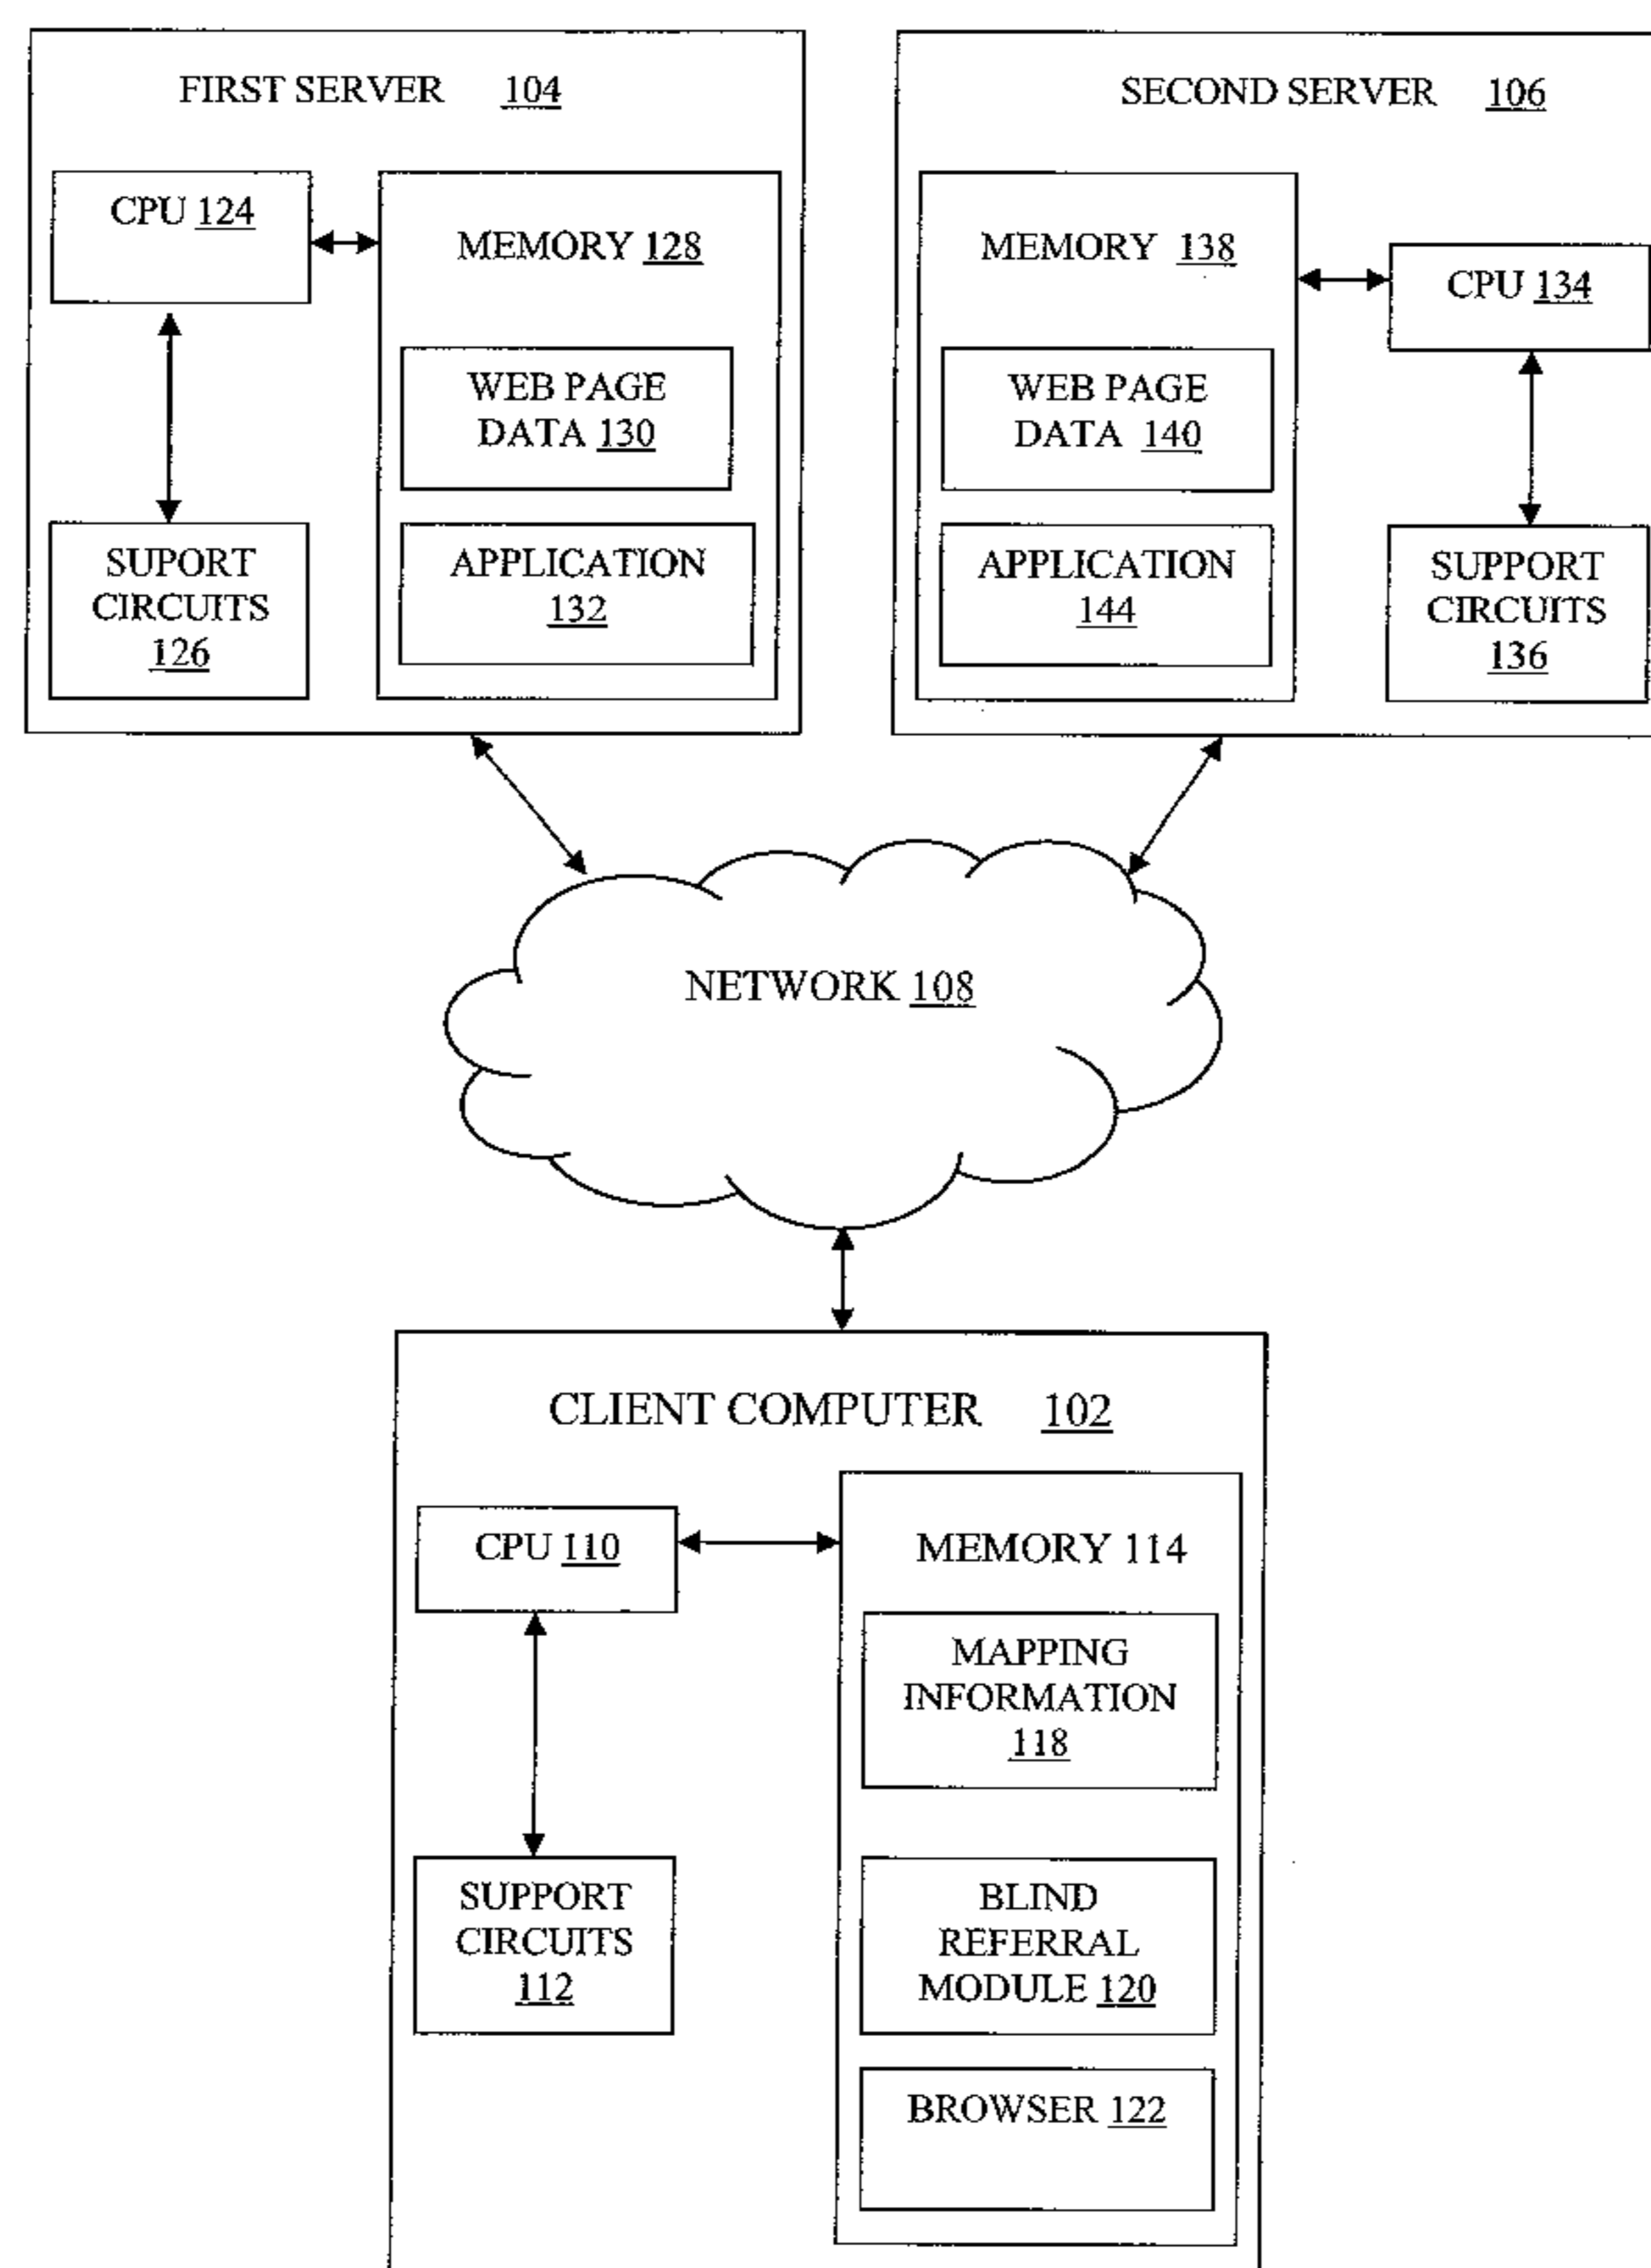 FIRST SERVER 104
CPU 124
MEMORY 128
WEB PAGE
DATA 130
SUPORT
CIRCUITS
126
APPLICATION
132
SECOND SERVER 106
MEMORY 138
CPU 134
WEB PAGE
DATA 140
APPLICATION
144
SUPPORT
CIRCUITS
136
NETWORK 108
CLIENT COMPUTER 102
CPU 110
MEMORY 114
MAPPING
INFORMATION
118
SUPPORT
CIRCUITS
112
BLIND
REFERRAL
MODULE 120
BROWSER 122